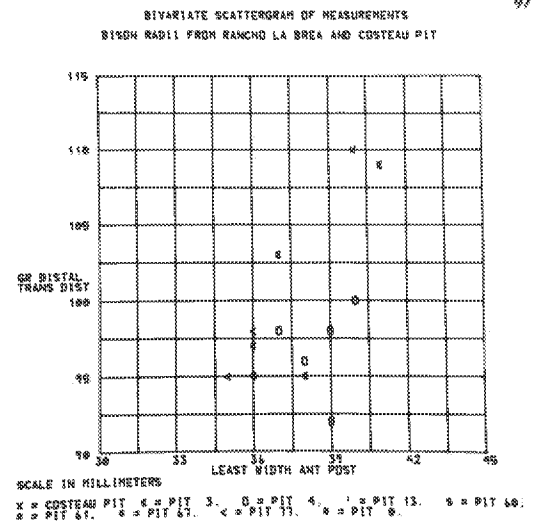 97
BIVARIATE SCATTERGRAM OF MEASUREMENTS
BISON RADII FROM RANCHO LA BREA AND COSTEAU PIT
115
110
105
GR DISTAL
TRANS DIST
100
95
90
30 33 36 39 42 45
LEAST WIDTH ANT POST
SCALE IN MILLIMETERS
X = COSTEAU PIT = PIT 3. O = PIT 4. ' = PIT 13. = PIT 60.
= PIT 61. = PIT 67. < = PIT 77. = PIT